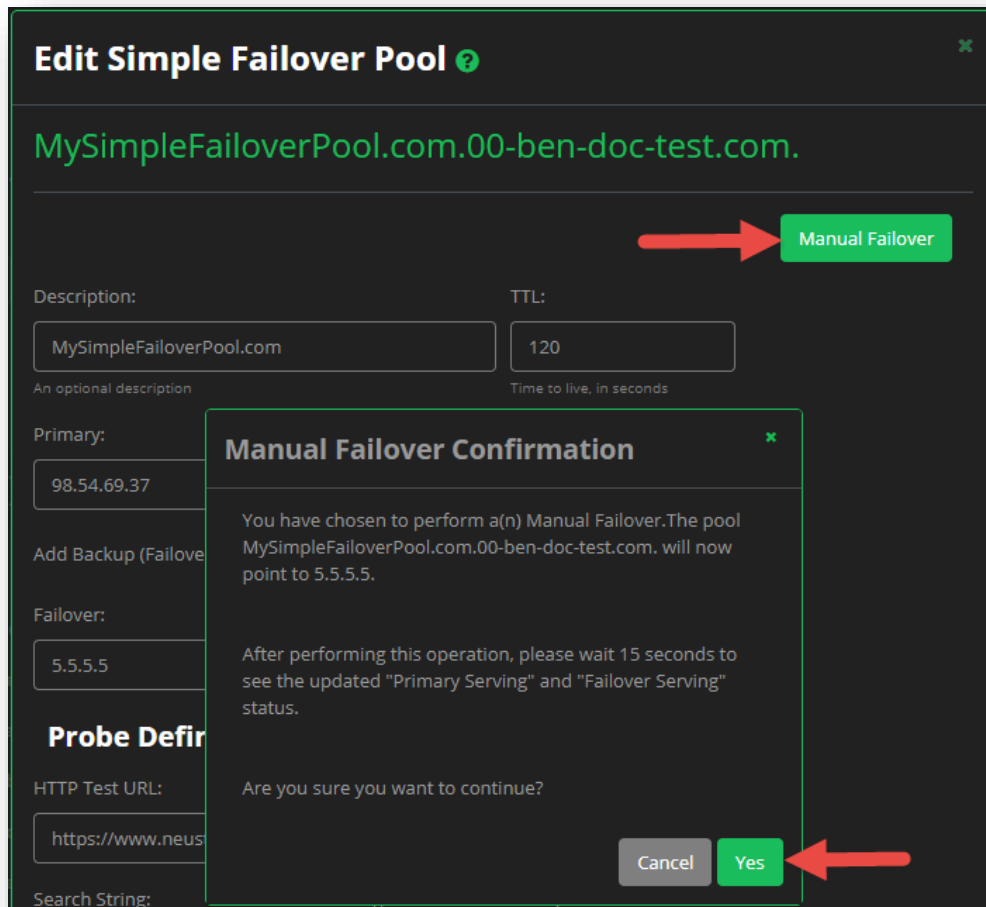 Edit Simple Failover Pool ?
MySimpleFailoverPool.com.00-ben-doc-test.com.
Manual Failover
Description:
TTL:
MySimpleFailoverPool.com
120
An optional description
Time to live, in seconds
Primary:
98.54.69.37
Add Backup (Failove
Failover:
5.5.5.5
Probe Defir
HTTP Test URL:
https://www.neust
Search String:
Manual Failover Confirmation
You have chosen to perform a(n) Manual Failover.The pool
MySimpleFailoverPool.com.00-ben-doc-test.com. will now
point to 5.5.5.5.
After performing this operation, please wait 15 seconds to
see the updated "Primary Serving" and "Failover Serving"
status.
Are you sure you want to continue?
Cancel
Yes